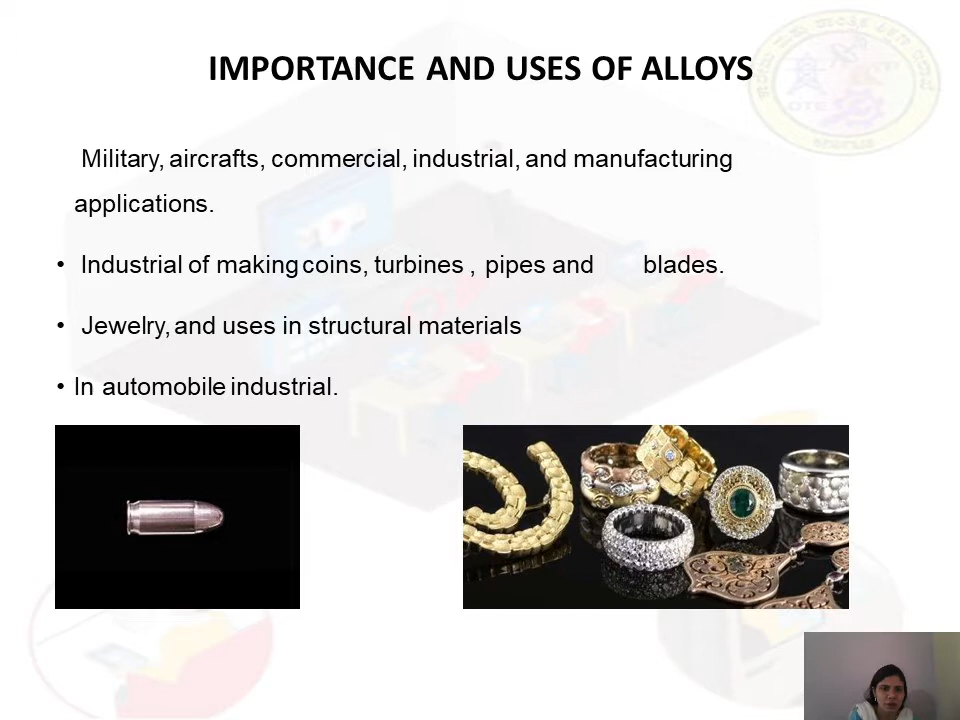 IMPORTANCE AND USES OF ALLOYS
Military, aircrafts, commercial, industrial, and manufacturing
applications.
• Industrial of making coins, turbines , pipes and blades.
• Jewelry, and uses in structural materials
• In automobile industrial.
DTE